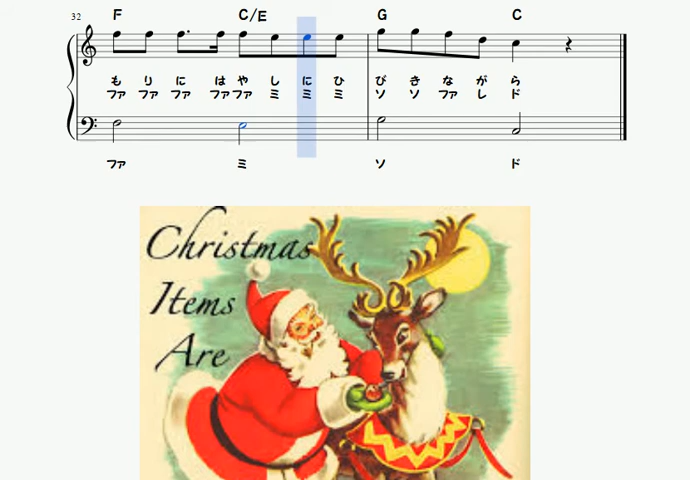 F C/E G C
32
も り に は や し に ひ び き な が ら
ファ ファ ファ ファ ファ ミ ミ ミ ソ ソ ファ レ ド
ファ ミ ソ ド
Christmas
Items
Are